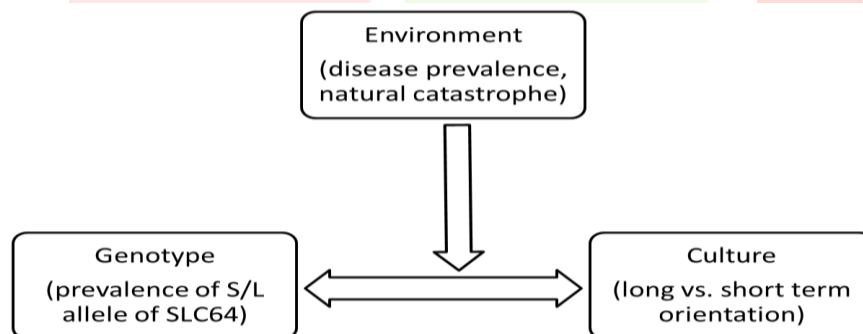 Environment
(disease prevalence,
natural catastrophe)
Genotype
(prevalence of S/L
allele of SLC64)
Culture
(long vs. short term
orientation)